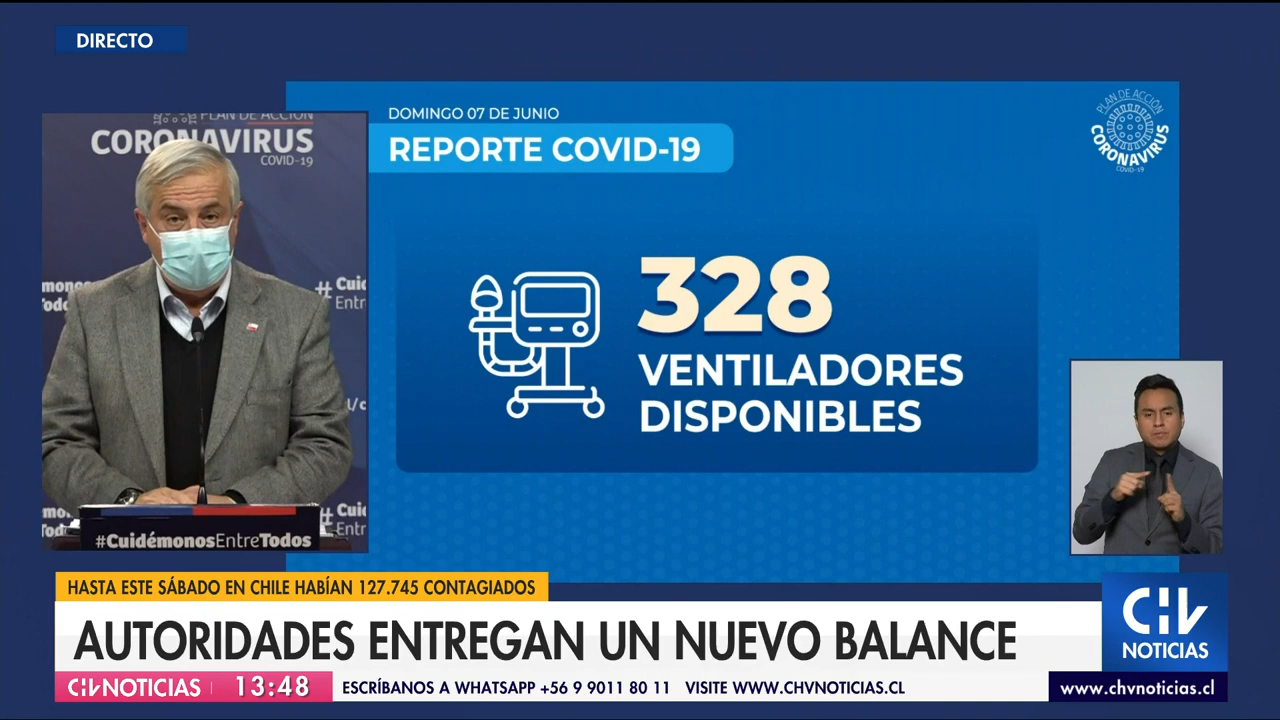 DIRECTO
DOMINGO 07 DE JUNIO
REPORTE COVID-19
PLAN DE ACCIÓN
CORONAVIRUS
COVID-19
PLAN DE ACCIÓN
CORONAVIRUS
COVID-19
328
VENTILADORES
DISPONIBLES
#Cuid
Entr
#CuidémonosEntreTodos
HASTA ESTE SÁBADO EN CHILE HABÍAN 127.745 CONTAGIADOS
AUTORIDADES ENTREGAN UN NUEVO BALANCE
CHV
NOTICIAS
CHVNOTICIAS 13:48 ESCRÍBANOS A WHATSAPP +56 9 9011 80 11 VISITE WWW.CHVNOTICIAS.CL
www.chvnoticias.cl